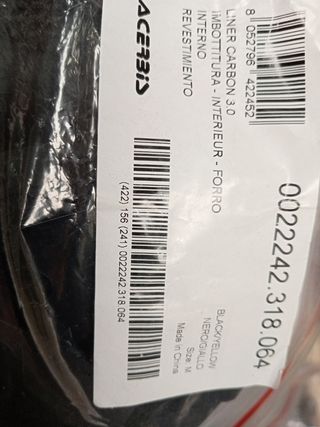 ACERBIS
LINER CARBON 3.0
IMBOTTITURA - INTERIEUR - FORRO
INTERNO
REVESTIMIENTO
8 052796 422452
0022242.318.064
(422) 156 (241) 0022242.318.064
BLACK/YELLOW
NERO/GIALLO
Size: M
Made in China